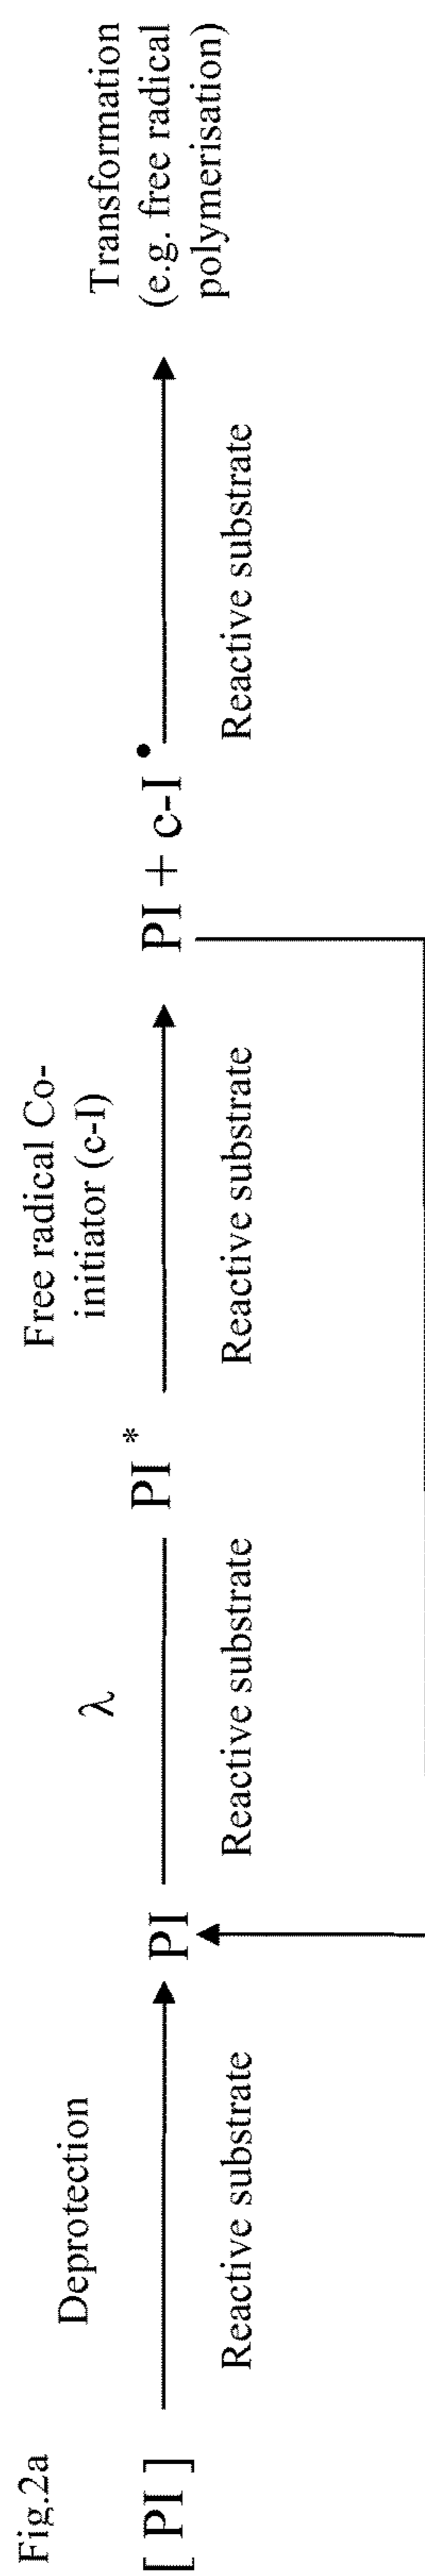 Fig.2a
Deprotection
λ
Free radical Co-
initiator (c-I)
Transformation
(e.g. free radical
polymerisation)
[ PI ]
PI
PI *
PI + c-I •
Reactive substrate
Reactive substrate
Reactive substrate
Reactive substrate